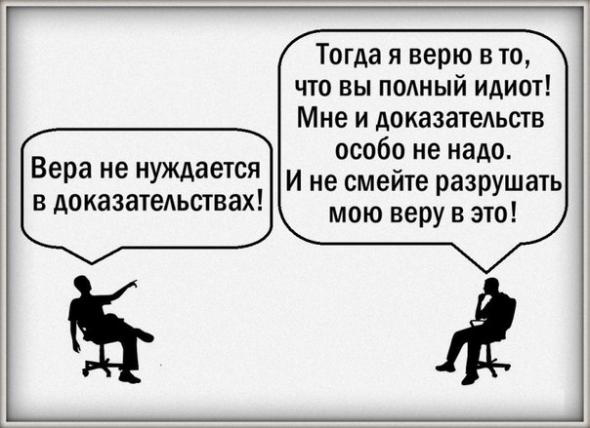 Вера не нуждается
в доказательствах!
Тогда я верю в то,
что вы полный идиот!
Мне и доказательств
особо не надо.
И не смейте разрушать
мою веру в это!